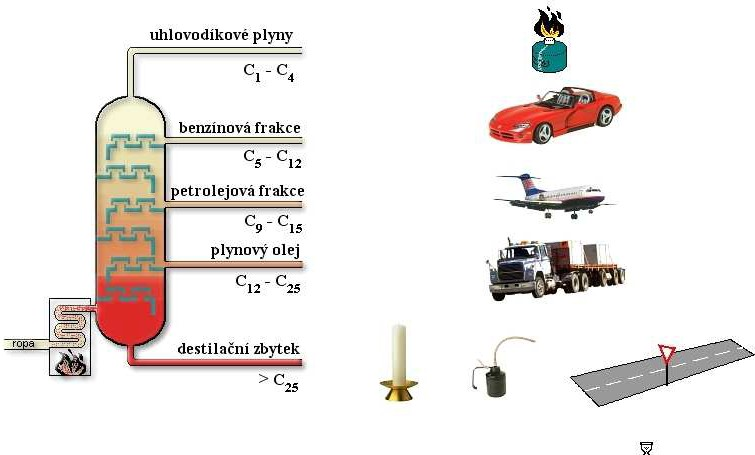 uhlovodíkové plyny
C₁ - C₄
benzínová frakce
C₅ - C₁₂
petrolejová frakce
C₉ - C₁₅
plynový olej
C₁₂ - C₂₅
ropa
destilační zbytek
> C₂₅